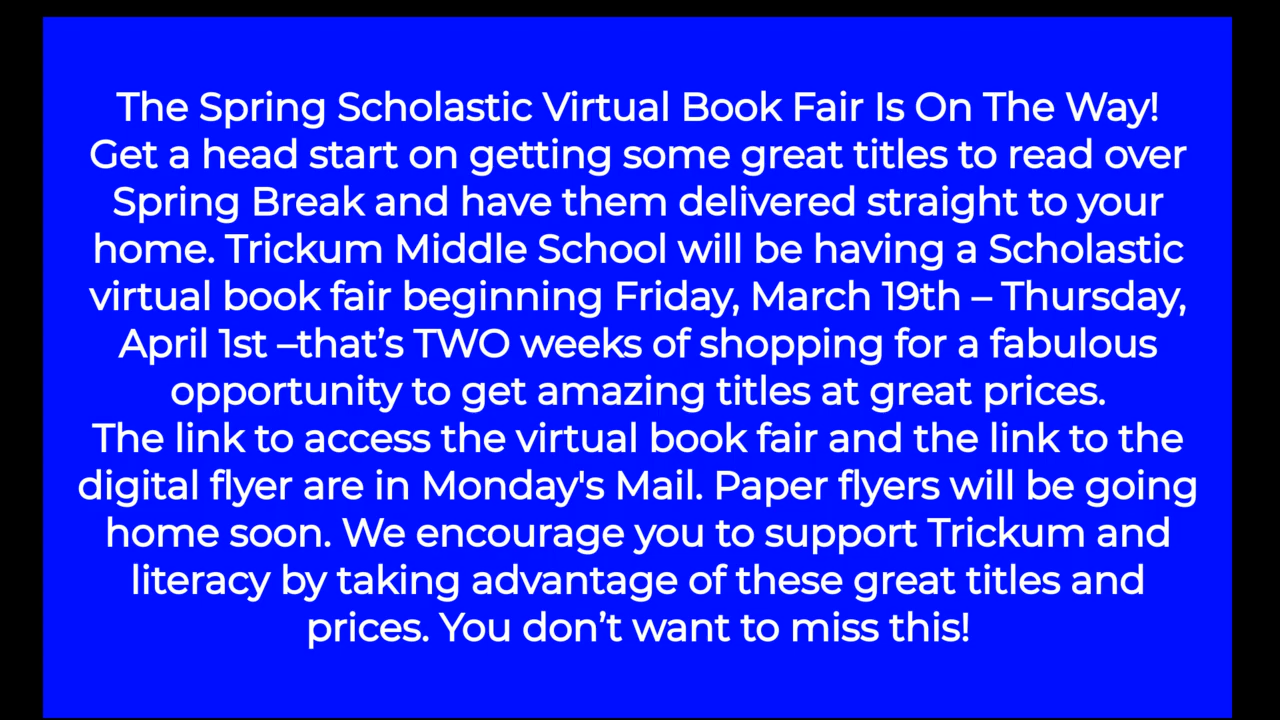 The Spring Scholastic Virtual Book Fair Is On The Way!
Get a head start on getting some great titles to read over
Spring Break and have them delivered straight to your
home. Trickum Middle School will be having a Scholastic
virtual book fair beginning Friday, March 19th – Thursday,
April 1st –that’s TWO weeks of shopping for a fabulous
opportunity to get amazing titles at great prices.
The link to access the virtual book fair and the link to the
digital flyer are in Monday's Mail. Paper flyers will be going
home soon. We encourage you to support Trickum and
literacy by taking advantage of these great titles and
prices. You don’t want to miss this!